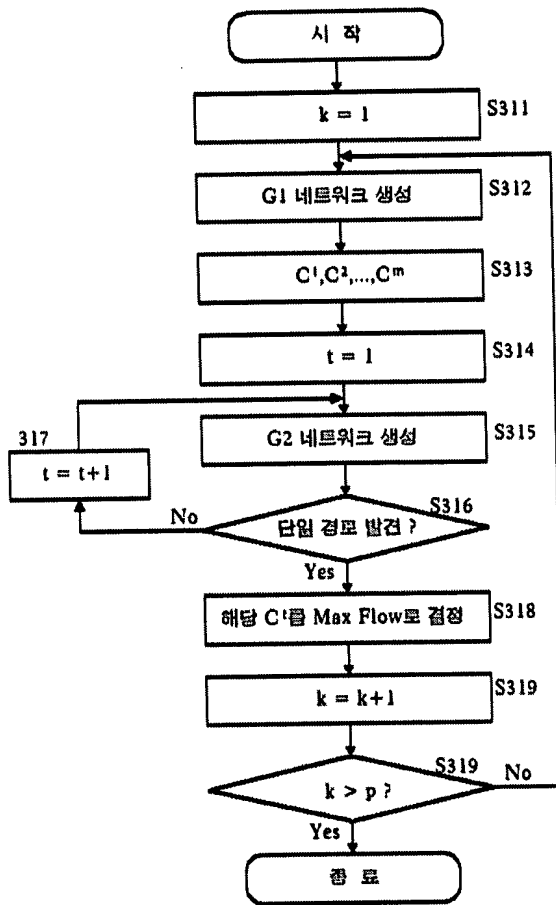 시 작
k = 1
S311
G1 네트워크 생성
S312
C¹,C²,...,Cᵐ
S313
t = 1
S314
G2 네트워크 생성
S315
317
t = t+1
단일 경로 발견 ?
S316
No
Yes
해당 Cᵗ를 Max Flow로 결정
S318
k = k+1
S319
k > p ?
S319
No
Yes
종 료